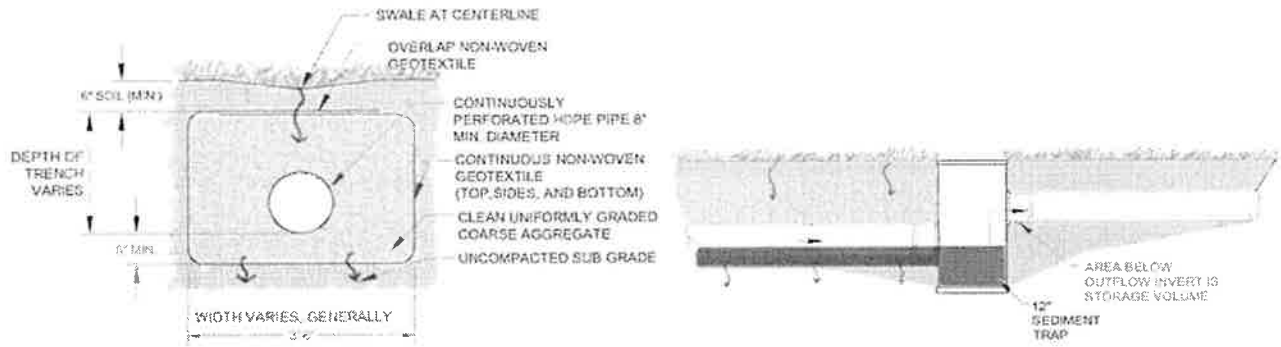 SWALE AT CENTERLINE
OVERLAP NON-WOVEN
GEOTEXTILE
6" SOIL (MIN.)
CONTINUOUSLY
PERFORATED HDPE PIPE 8"
MIN. DIAMETER
DEPTH OF
TRENCH
VARIES
CONTINUOUS NON-WOVEN
GEOTEXTILE
(TOP, SIDES, AND BOTTOM)
CLEAN UNIFORMLY GRADED
COARSE AGGREGATE
MIN.
UNCOMPACTED SUB GRADE
WIDTH VARIES, GENERALLY
AREA BELOW
OUTFLOW INVERT IS
STORAGE VOLUME
12"
SEDIMENT
TRAP